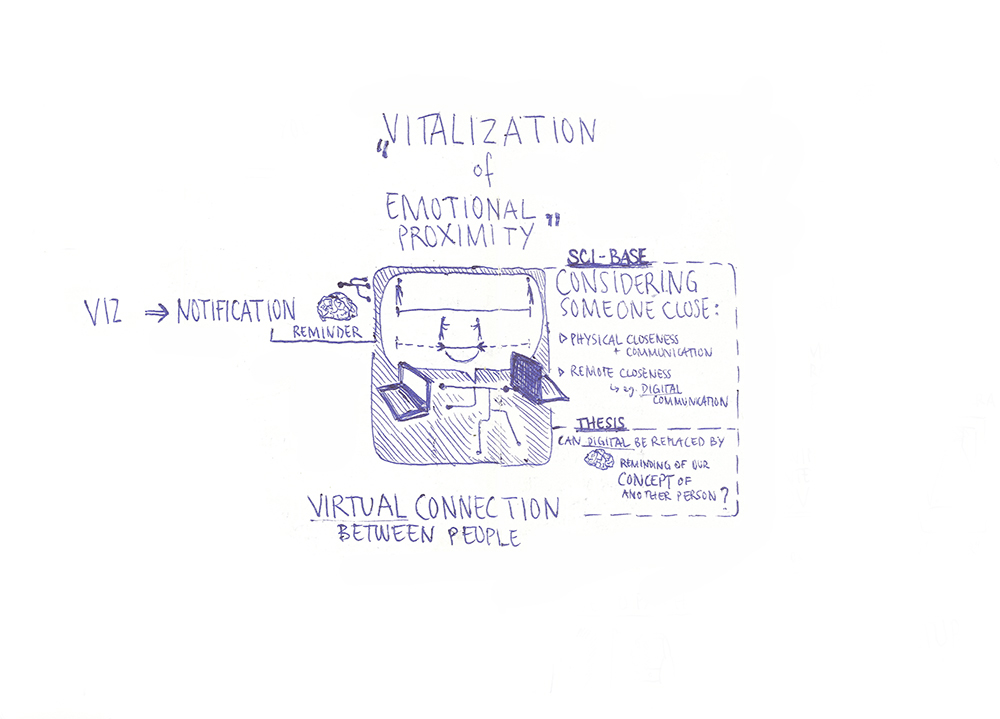 „VITALIZATION
of
EMOTIONAL
PROXIMITY"
VIZ ⇒ NOTIFICATION
REMINDER
SCI-BASE
CONSIDERING
SOMEONE CLOSE:
▷ PHYSICAL CLOSENESS
+ COMMUNICATION
▷ REMOTE CLOSENESS
↳ eg. DIGITAL
COMMUNICATION
THESIS
CAN DIGITAL BE REPLACED BY
REMINDING OF OUR
CONCEPT OF
ANOTHER PERSON?
VIRTUAL CONNECTION
BETWEEN PEOPLE